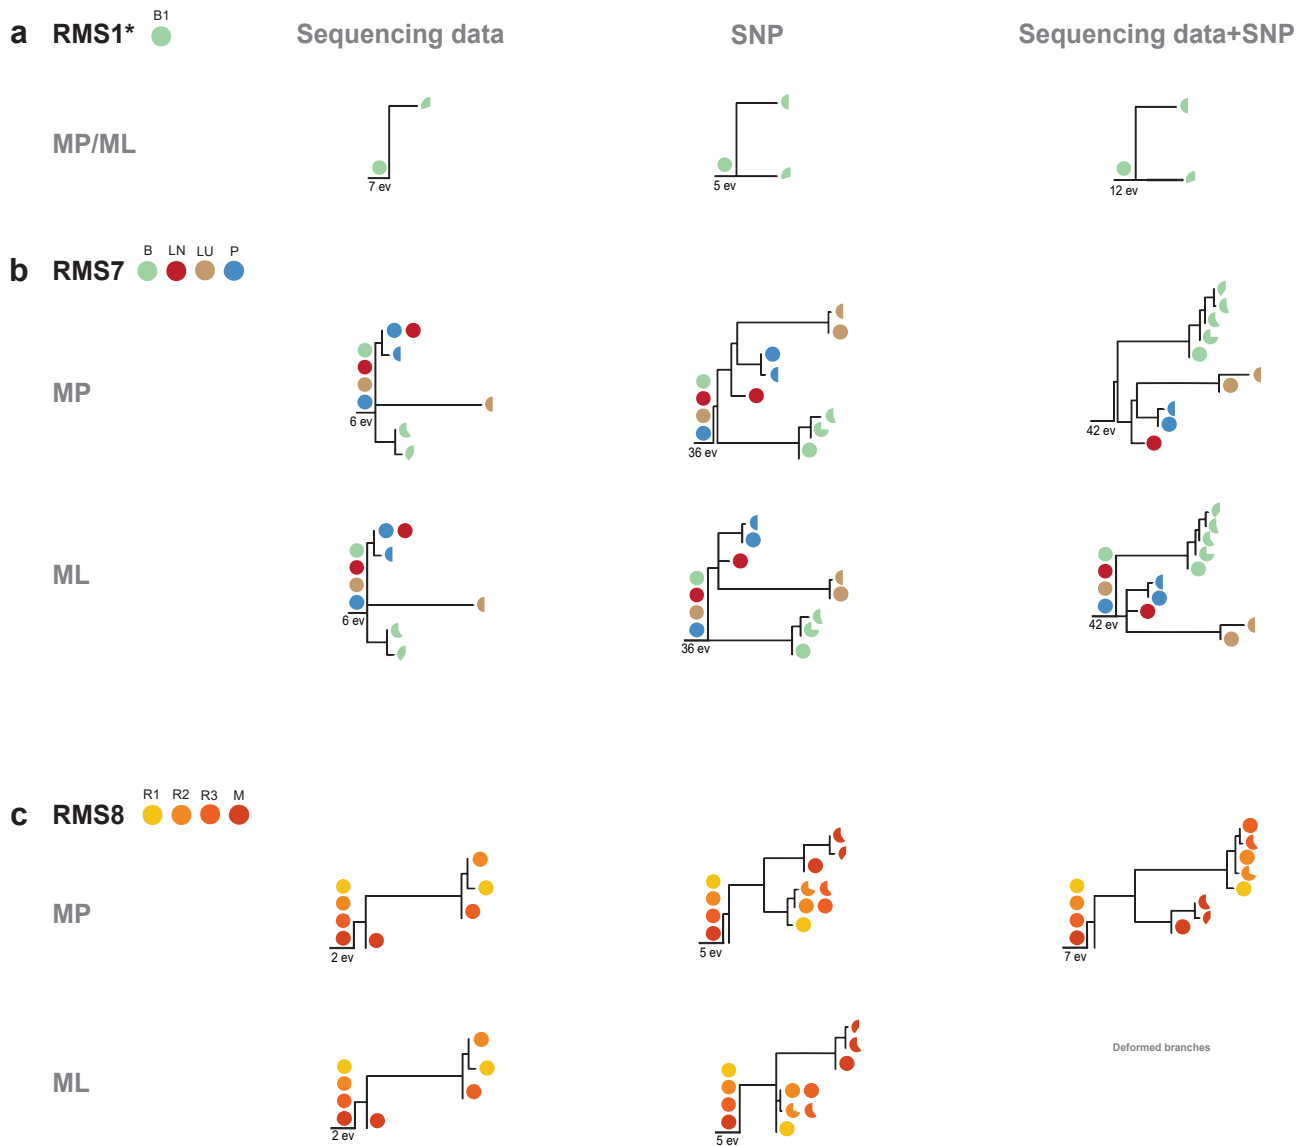 a RMS1* B1 Sequencing data SNP Sequencing data+SNP
MP/ML
7 ev 5 ev 12 ev
b RMS7 B LN LU P
MP
6 ev 36 ev 42 ev
ML
6 ev 36 ev 42 ev
c RMS8 R1 R2 R3 M
MP
2 ev 5 ev 7 ev
ML
Deformed branches
2 ev 5 ev